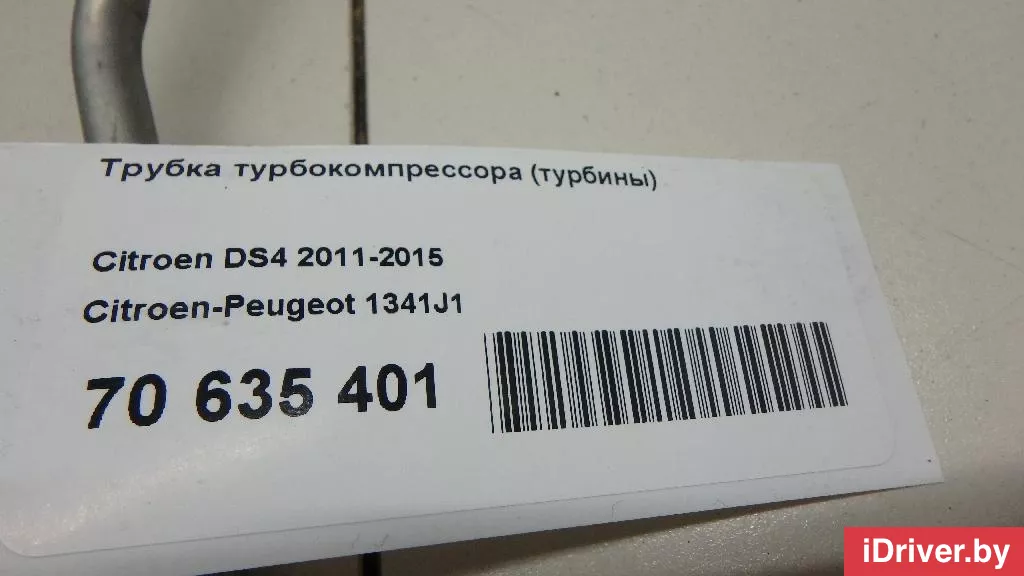 Трубка турбокомпрессора (турбины)
Citroen DS4 2011-2015
Citroen-Peugeot 1341J1
70 635 401
iDriver.by